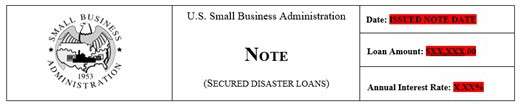 SMALL BUSINESS
ADMINISTRATION
1953
U.S. Small Business Administration
NOTE
(SECURED DISASTER LOANS)
Date: ISSUED NOTE DATE
Loan Amount: XXX,XXX.00
Annual Interest Rate: X.XX%